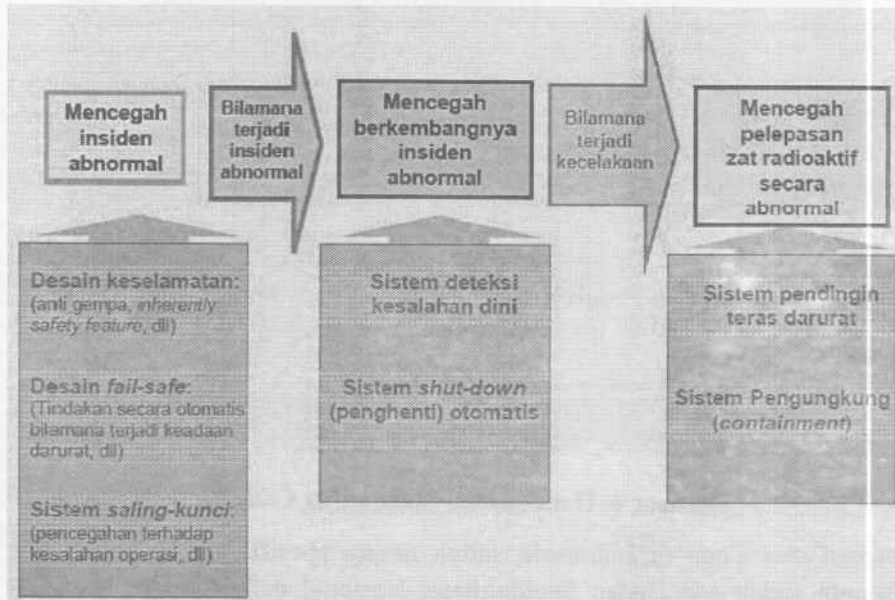 Mencegah
insiden
abnormal
Bilamana
terjadi
insiden
abnormal
Mencegah
berkembangnya
insiden
abnormal
Bilamana
terjadi
kecelakaan
Mencegah
pelepasan
zat radioaktif
secara
abnormal
Desain keselamatan:
(anti gempa, inherently
safety feature, dll)
Desain fail-safe:
(Tindakan secara otomatis
bilamana terjadi keadaan
darurat, dll)
Sistem saling-kunci:
(pencegahan terhadap
kesalahan operasi, dll)
Sistem deteksi
kesalahan dini
Sistem shut-down
(penghenti) otomatis
Sistem pendingin
teras darurat
Sistem Pengungkung
(containment)